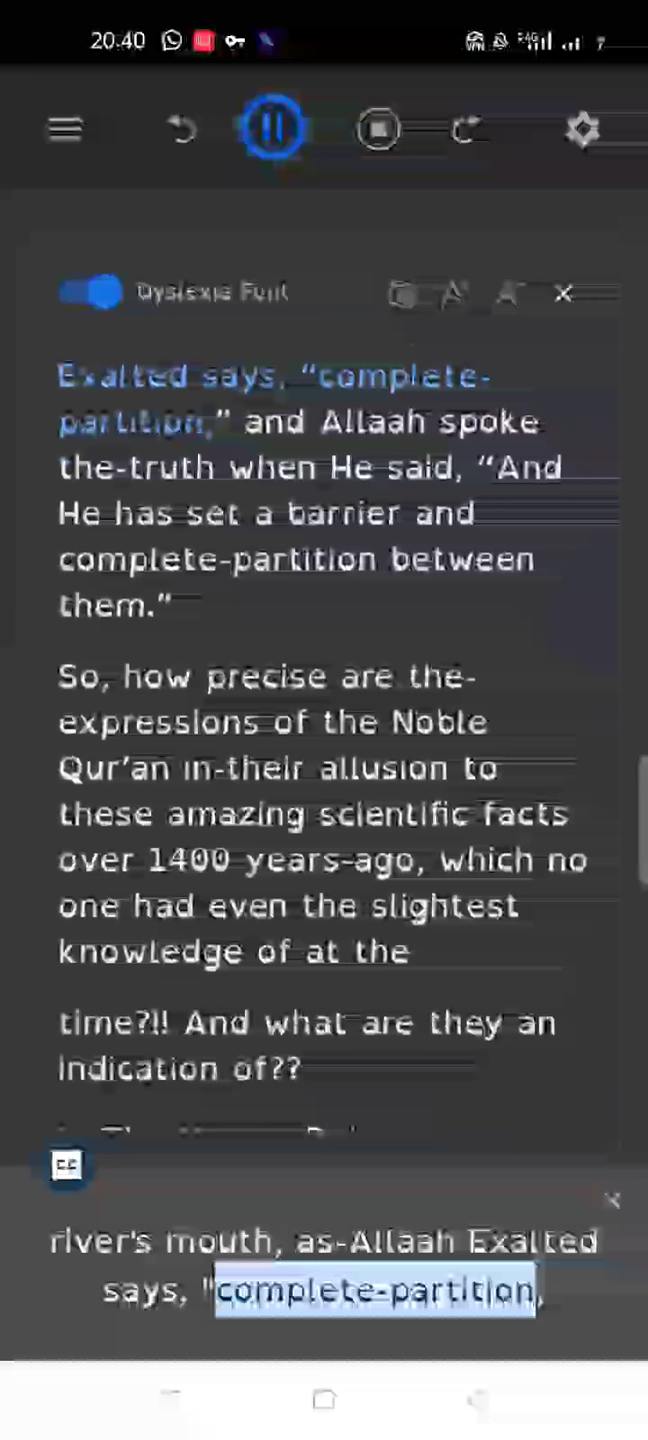 20.40
Dyslexia Font
Exalted says, “complete-
partition,” and Allaah spoke
the-truth when He said, “And
He has set a barrier and
complete-partition between
them.”
So, how precise are the-
expressions of the Noble
Qur’an in-their allusion to
these amazing scientific facts
over 1400 years-ago, which no
one had even the slightest
knowledge of at the
time?!! And what are they an
indication of??
river's mouth, as-Allaah Exalted
says, "complete-partition,